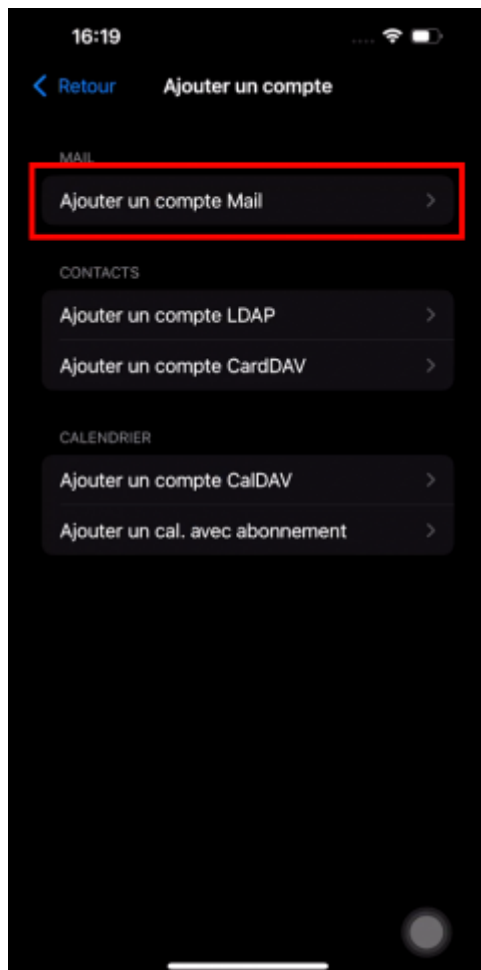 16:19
Retour Ajouter un compte
MAIL
Ajouter un compte Mail
CONTACTS
Ajouter un compte LDAP
Ajouter un compte CardDAV
CALENDRIER
Ajouter un compte CalDAV
Ajouter un cal. avec abonnement